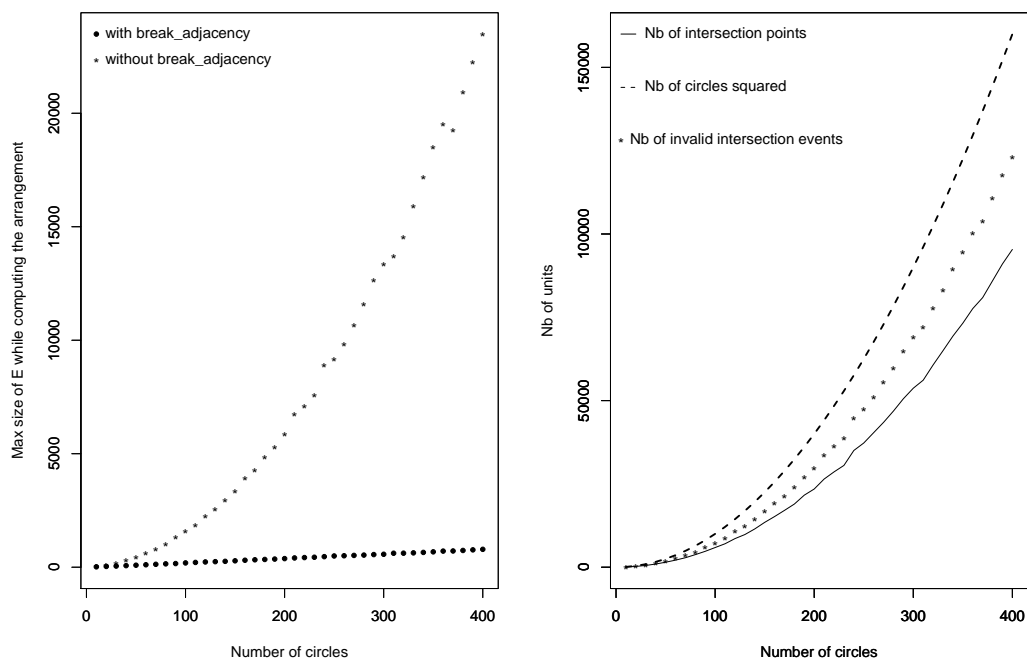 with break_adjacency
without break_adjacency
Max size of E while computing the arrangement
20000
15000
10000
5000
0
0 100 200 300 400
Number of circles
Nb of intersection points
Nb of circles squared
Nb of invalid intersection events
Nb of units
150000
100000
50000
0
0 100 200 300 400
Number of circles